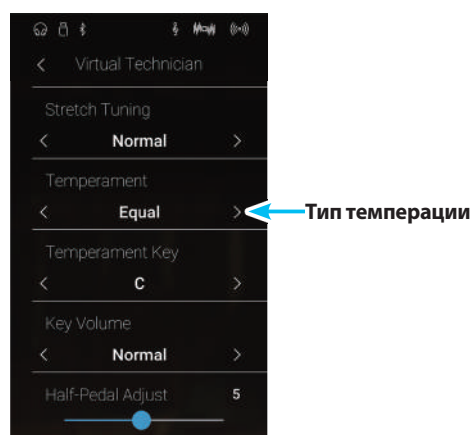 Virtual Technician
Stretch Tuning
Normal
Temperament
Equal
Тип темперации
Temperament Key
C
Key Volume
Normal
Half-Pedal Adjust 5